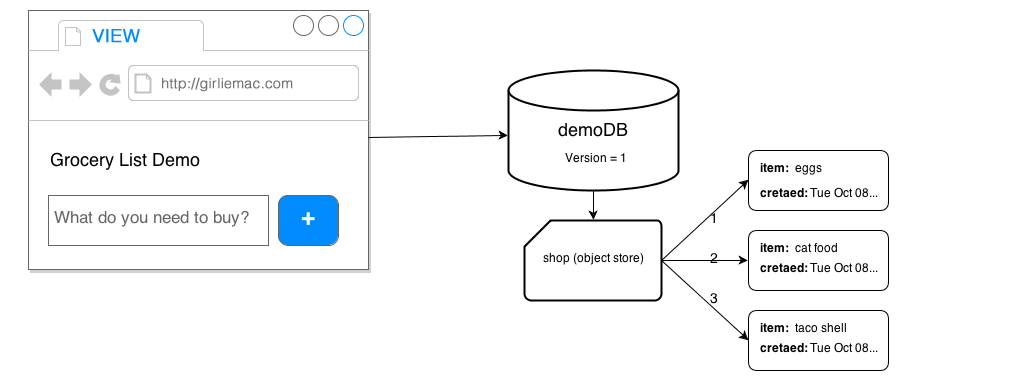 VIEW
http://girliemac.com
Grocery List Demo
What do you need to buy?
+
demoDB
Version = 1
shop (object store)
1
2
3
item: eggs
cretaed: Tue Oct 08...
item: cat food
cretaed: Tue Oct 08...
item: taco shell
cretaed: Tue Oct 08...